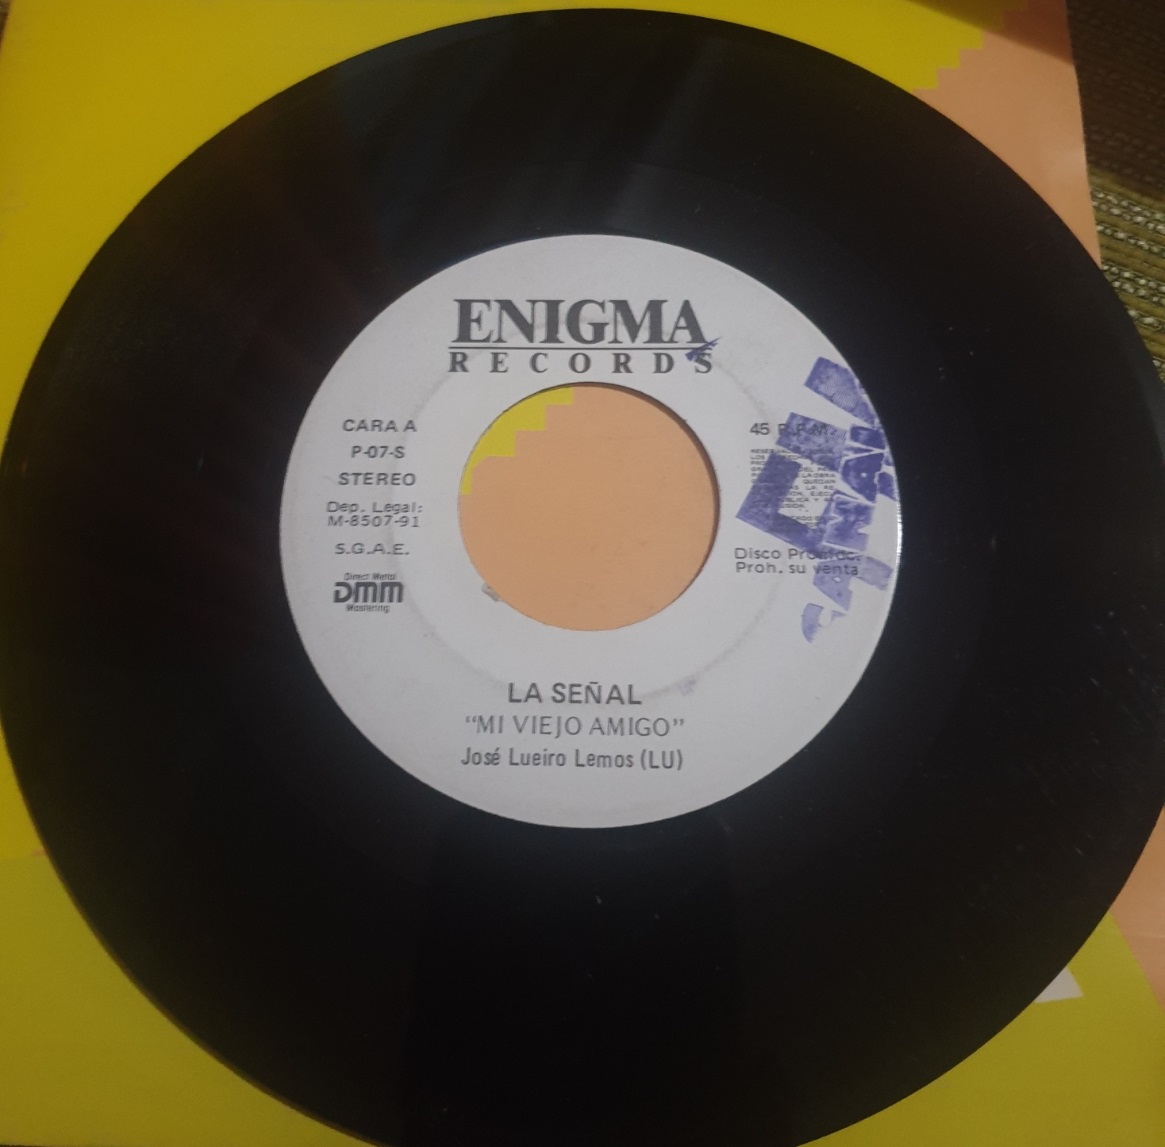 ENIGMA
RECORDS
CARA A
P-07-S
STEREO
Dep. Legal:
M-8507-91
S.G.A.E.
Direct Metal
DMM
Mastering
45 R.P.M.
Disco
Proh. su venta
LA SEÑAL
“MI VIEJO AMIGO”
José Lueiro Lemos (LU)